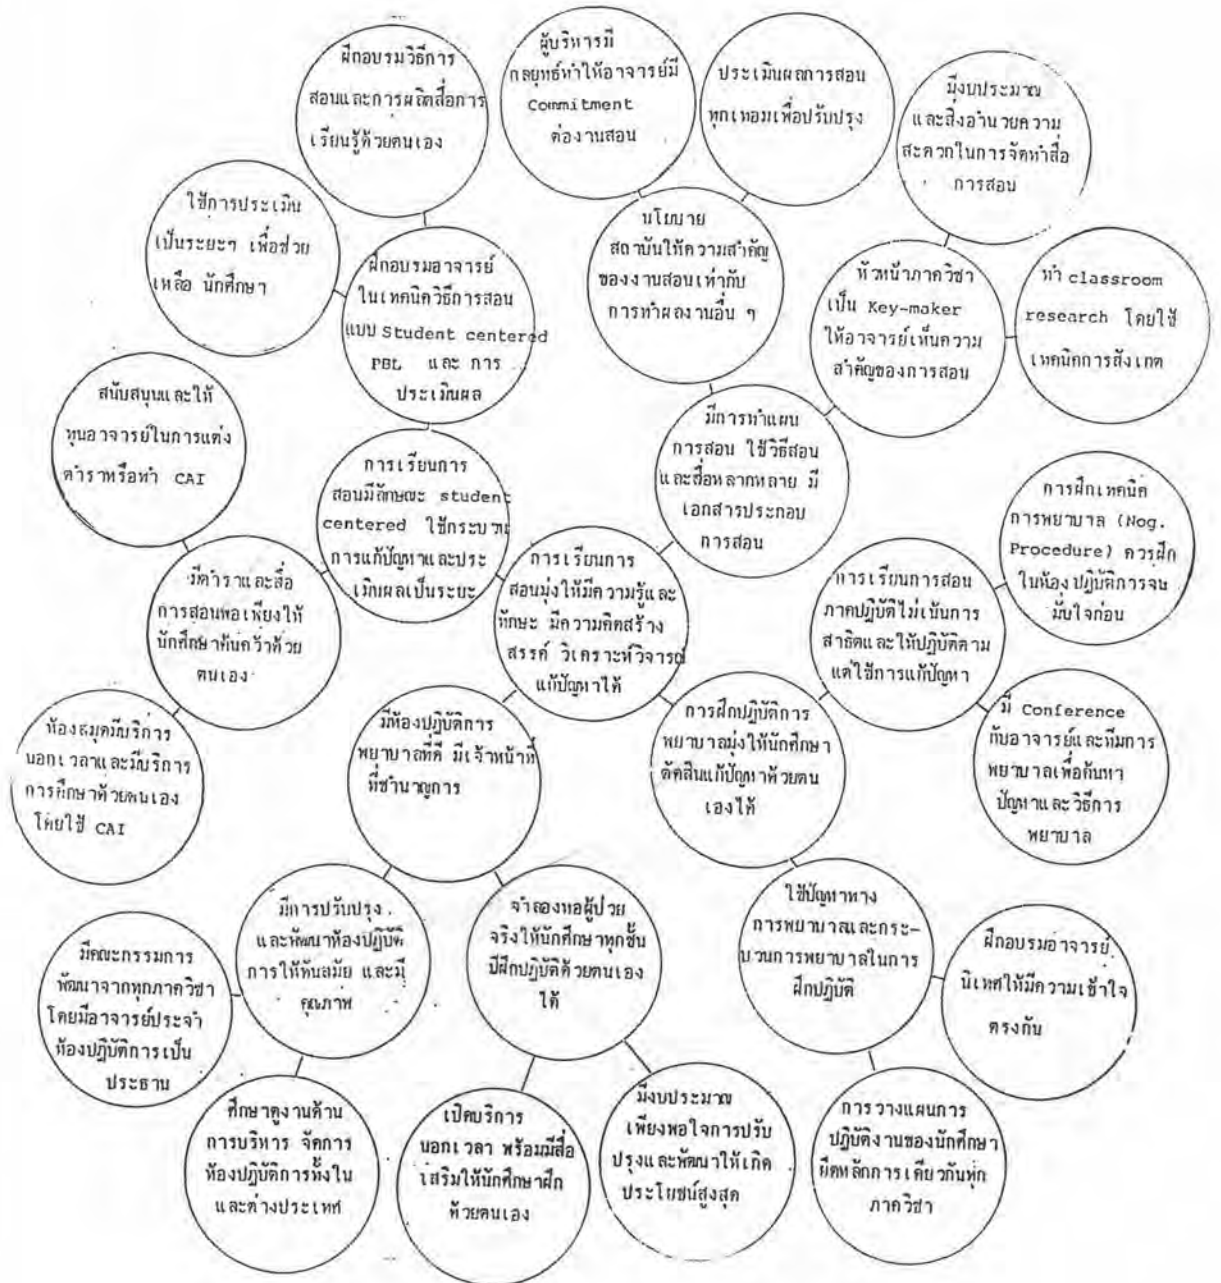 ฝึกอบรมวิธีการ
สอนและการผลิตสื่อการ
เรียนรู้ด้วยตนเอง
ผู้บริหารมี
กลยุทธ์ทำให้อาจารย์มี
Commitment
ต่องานสอน
ประเมินผลการสอน
ทุกเทอมเพื่อปรับปรุง
มีงบประมาณ
และสิ่งอำนวยความ
สะดวกในการจัดทำสื่อ
การสอน
ใช้การประเมิน
เป็นระยะๆ เพื่อช่วย
เหลือ นักศึกษา
ฝึกอบรมอาจารย์
ในเทคนิควิธีการสอน
แบบ Student centered
PBL และ การ
ประเมินผล
นโยบาย
สถาบันให้ความสำคัญ
ของงานสอนเท่ากับ
การทำผลงานอื่น ๆ
หัวหน้าภาควิชา
เป็น Key-maker
ให้อาจารย์เห็นความ
สำคัญของการสอน
ทำ classroom
research โดยใช้
เทคนิคการสังเกต
สนับสนุนและให้
ทุนอาจารย์ในการแต่ง
ตำราหรือทำ CAI
การเรียนการ
สอนมีลักษณะ student
centered ใช้กระบวน
การแก้ปัญหาและประ
เมินผลเป็นระยะ
มีการทำแผน
การสอน ใช้วิธีสอน
และสื่อหลากหลาย มี
เอกสารประกอบ
การสอน
การฝึกเทคนิค
การพยาบาล (Nog.
Procedure) ควรฝึก
ในห้องปฏิบัติการจน
มั่นใจก่อน
มีตำราและสื่อ
การสอนพอเพียงให้
นักศึกษาค้นคว้าด้วย
ตนเอง
การเรียนการ
สอนมุ่งให้มีความรู้และ
ทักษะ มีความคิดสร้าง
สรรค์ วิเคราะห์วิจารณ์
แก้ปัญหาได้
การเรียนการสอน
ภาคปฏิบัติไม่เน้นการ
สาธิตและให้ปฏิบัติตาม
แต่ใช้การแก้ปัญหา
ห้องสมุดมีบริการ
นอกเวลาและมีบริการ
การศึกษาด้วยตนเอง
โดยใช้ CAI
มีห้องปฏิบัติการ
พยาบาลที่ดี มีเจ้าหน้าที่
ที่ชำนาญการ
การฝึกปฏิบัติการ
พยาบาลมุ่งให้นักศึกษา
ตัดสินแก้ปัญหาด้วยตน
เองได้
มี Conference
กับอาจารย์และทีมการ
พยาบาลเพื่อค้นหา
ปัญหาและวิธีการ
พยาบาล
มีการปรับปรุง
และพัฒนาห้องปฏิบัติ
การให้ทันสมัย และมี
คุณภาพ
จำลองหอผู้ป่วย
จริงให้นักศึกษาทุกชั้น
ปีฝึกปฏิบัติด้วยตนเอง
ได้
ใช้ปัญหาทาง
การพยาบาลและกระ-
บวนการพยาบาลในการ
ฝึกปฏิบัติ
มีคณะกรรมการ
พัฒนาจากทุกภาควิชา
โดยมีอาจารย์ประจำ
ห้องปฏิบัติการเป็น
ประธาน
ฝึกอบรมอาจารย์
นิเทศให้มีความเข้าใจ
ตรงกัน
ศึกษาดูงานด้าน
การบริหาร จัดการ
ห้องปฏิบัติการทั้งใน
และต่างประเทศ
เปิดบริการ
นอกเวลา พร้อมมีสื่อ
เสริมให้นักศึกษาฝึก
ด้วยตนเอง
มีงบประมาณ
เพียงพอใจการปรับ
ปรุงและพัฒนาให้เกิด
ประโยชน์สูงสุด
การวางแผนการ
ปฏิบัติงานของนักศึกษา
ยึดหลักการเดียวกันทุก
ภาควิชา